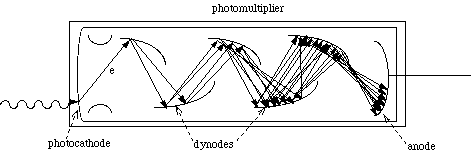 photomultiplier
e
photocathode
dynodes
anode